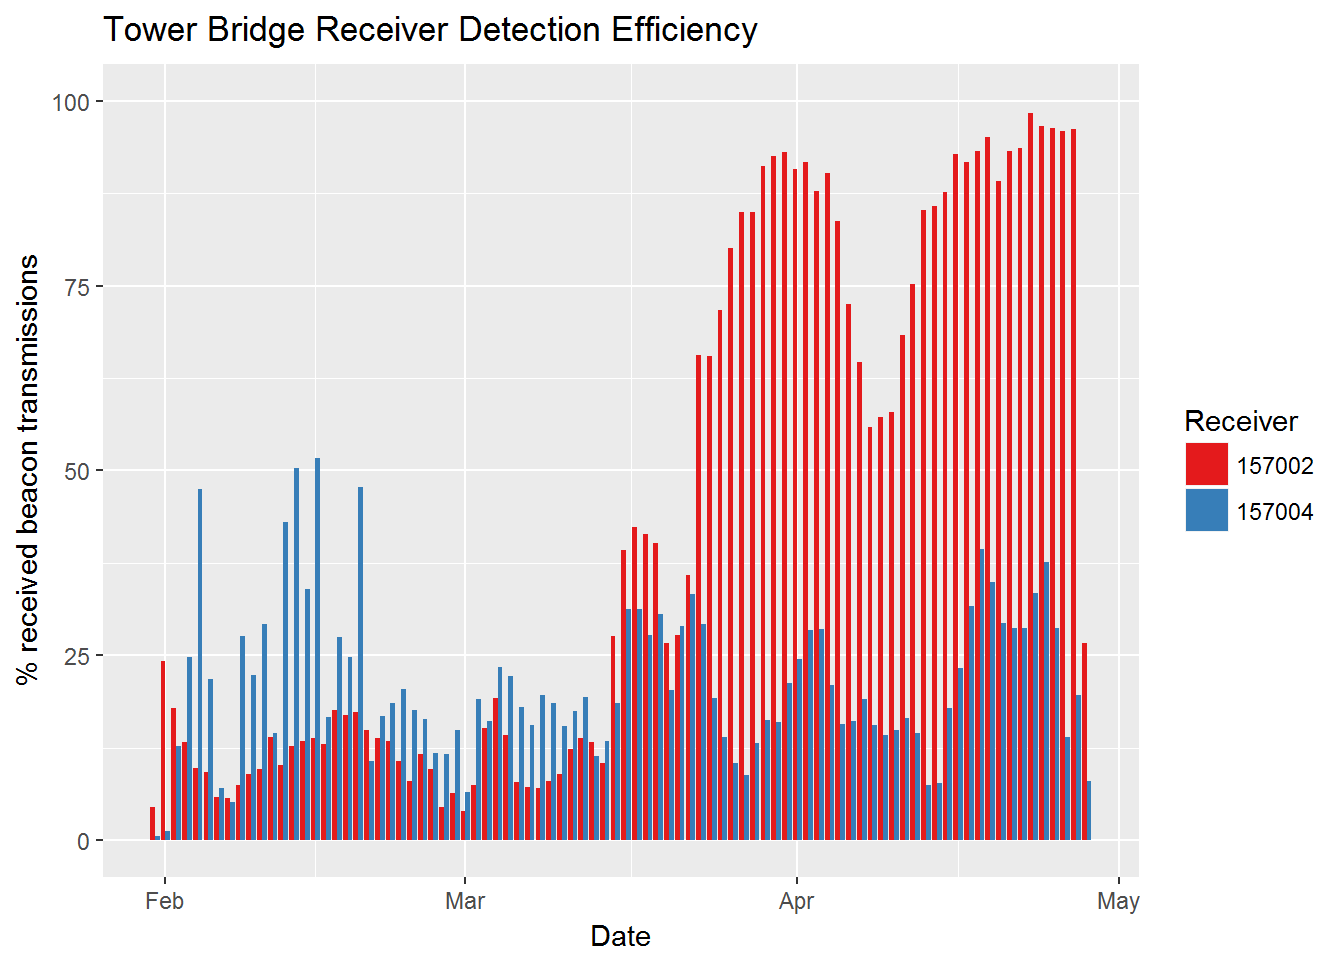 Tower Bridge Receiver Detection Efficiency
% received beacon transmissions
100
75
50
25
0
Feb
Mar
Apr
May
Date
Receiver
157002
157004